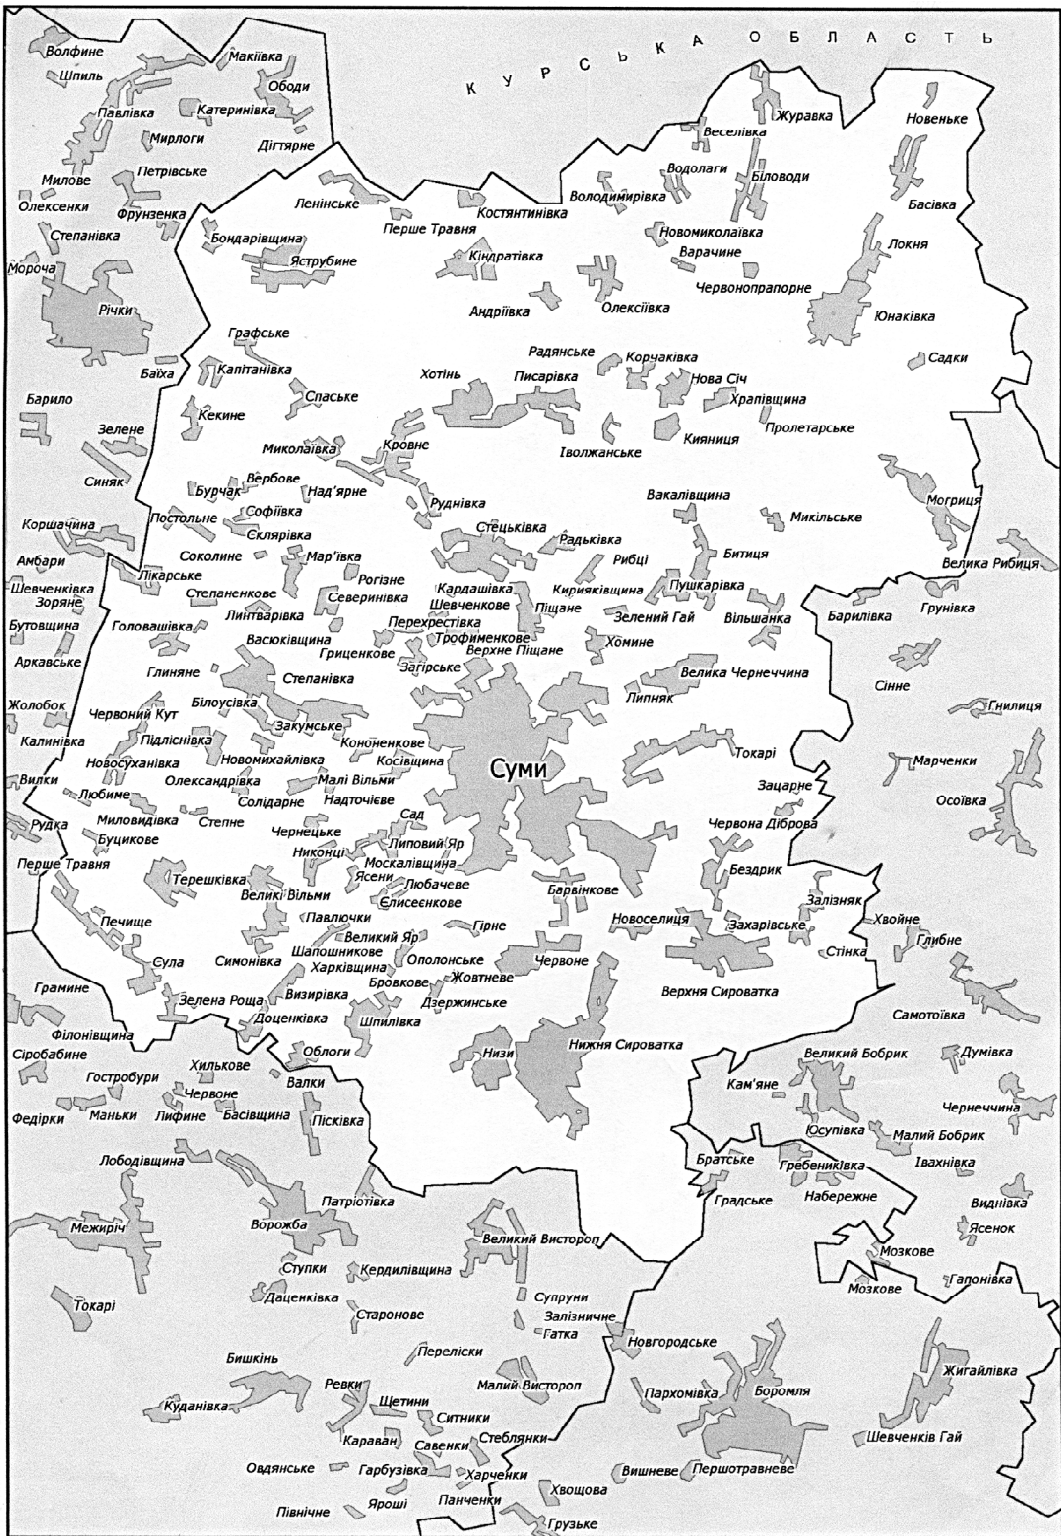 КУРСЬКА ОБЛАСТЬ
Волфине
Макіївка
Шпиль
Ободи
Павлівка
Катеринівка
Журавка
Новеньке
Мирлоги
Дігтярне
Веселівка
Петрівське
Водолаги
Біловоди
Милове
Володимирівка
Олексенки
Фрунзенка
Ленінське
Костянтинівка
Басівка
Степанівка
Бондарівщина
Перше Травня
Новомиколаївка
Локня
Мороча
Яструбине
Кіндратівка
Варачине
Червонопрапорне
Річки
Андріївка
Олексіївка
Юнаківка
Графське
Радянське
Корчаківка
Садки
Баїха
Капітанівка
Хотінь
Писарівка
Нова Січ
Барило
Спаське
Храпівщина
Кекине
Зелене
Миколаївка
Кровне
Іволжанське
Кияниця
Пролетарське
Синяк
Бурчак
Вербове
Над'ярне
Руднівка
Вакалівщина
Могриця
Коршачина
Постольне
Софіївка
Склярівка
Стецьківка
Радьківка
Микільське
Амбари
Соколине
Мар'ївка
Рибці
Битиця
Велика Рибиця
Шевченківка
Лікарське
Рогізне
Зоряне
Степаненкове
Северинівка
Кардашівка
Кирияківщина
Пушкарівка
Бутовщина
Линтварівка
Шевченкове
Піщане
Зелений Гай
Вільшанка
Барилівка
Грунівка
Головашівка
Васюківщина
Перехрестівка
Трофименкове
Хомине
Аркавське
Гриценкове
Верхне Піщане
Глиняне
Степанівка
Загірське
Велика Чернеччина
Сінне
Липняк
Жолобок
Білоусівка
Гнилиця
Червоний Кут
Закумське
Калинівка
Підліснівка
Кононенкове
Токарі
Новосуханівка
Новомихайлівка
Косівщина
Суми
Марченки
Вилки
Олександрівка
Малі Вільми
Зацарне
Любиме
Солідарне
Надточієве
Осоївка
Рудка
Миловидівка
Степне
Сад
Червона Діброва
Буцикове
Чернецьке
Липовий Яр
Никонці
Перше Травня
Москалівщина
Бездрик
Терешківка
Ясени
Любачеве
Барвінкове
Великі Вільми
Єлисеєнкове
Залізняк
Печище
Павлючки
Гірне
Новоселиця
Захарівське
Хвойне
Великий Яр
Глибне
Сула
Симонівка
Шапошникове
Ополонське
Червоне
Стінка
Харківщина
Жовтневе
Грамине
Бровкове
Верхня Сироватка
Зелена Роща
Визирівка
Дзержинське
Самотоївка
Філонівщина
Доценківка
Шпилівка
Сіробабине
Облоги
Низи
Нижня Сироватка
Великий Бобрик
Думівка
Хилькове
Гостробури
Валки
Кам'яне
Червоне
Чернеччина
Федірки
Маньки
Лифине
Басівщина
Пісківка
Юсупівка
Малий Бобрик
Лободівщина
Братське
Гребениківка
Івахнівка
Патріотівка
Градське
Набережне
Виднівка
Межиріч
Ворожба
Великий Вистороп
Ясенок
Мозкове
Ступки
Кердилівщина
Гапонівка
Токарі
Даценківка
Супруни
Мозкове
Старонове
Залізничне
Гатка
Новгородське
Бишкінь
Переліски
Жигайлівка
Ревки
Малий Вистороп
Пархомівка
Боромля
Куданівка
Щетини
Ситники
Караван
Савенки
Стеблянки
Шевченків Гай
Овдянське
Гарбузівка
Харченки
Вишневе
Першотравневе
Яроші
Панченки
Хвощова
Північне
Грузьке